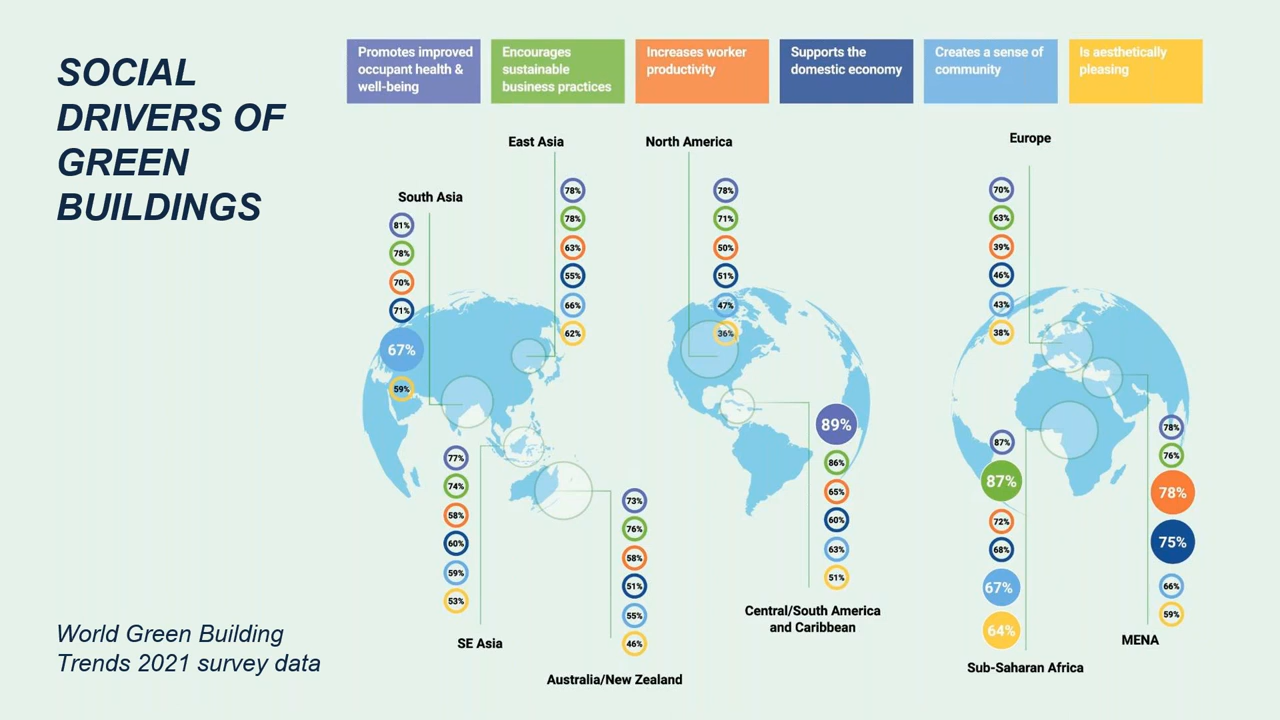 SOCIAL
DRIVERS OF
GREEN
BUILDINGS
World Green Building
Trends 2021 survey data
Promotes improved
occupant health &
well-being
Encourages
sustainable
business practices
Increases worker
productivity
Supports the
domestic economy
Creates a sense of
community
Is aesthetically
pleasing
South Asia
81%
78%
70%
71%
67%
59%
East Asia
78%
78%
63%
55%
66%
62%
North America
78%
71%
50%
51%
47%
36%
Europe
70%
63%
39%
46%
43%
38%
77%
74%
58%
60%
59%
53%
SE Asia
73%
76%
58%
51%
55%
46%
Australia/New Zealand
89%
86%
65%
60%
63%
51%
Central/South America
and Caribbean
87%
87%
72%
68%
67%
64%
Sub-Saharan Africa
78%
76%
78%
75%
66%
59%
MENA